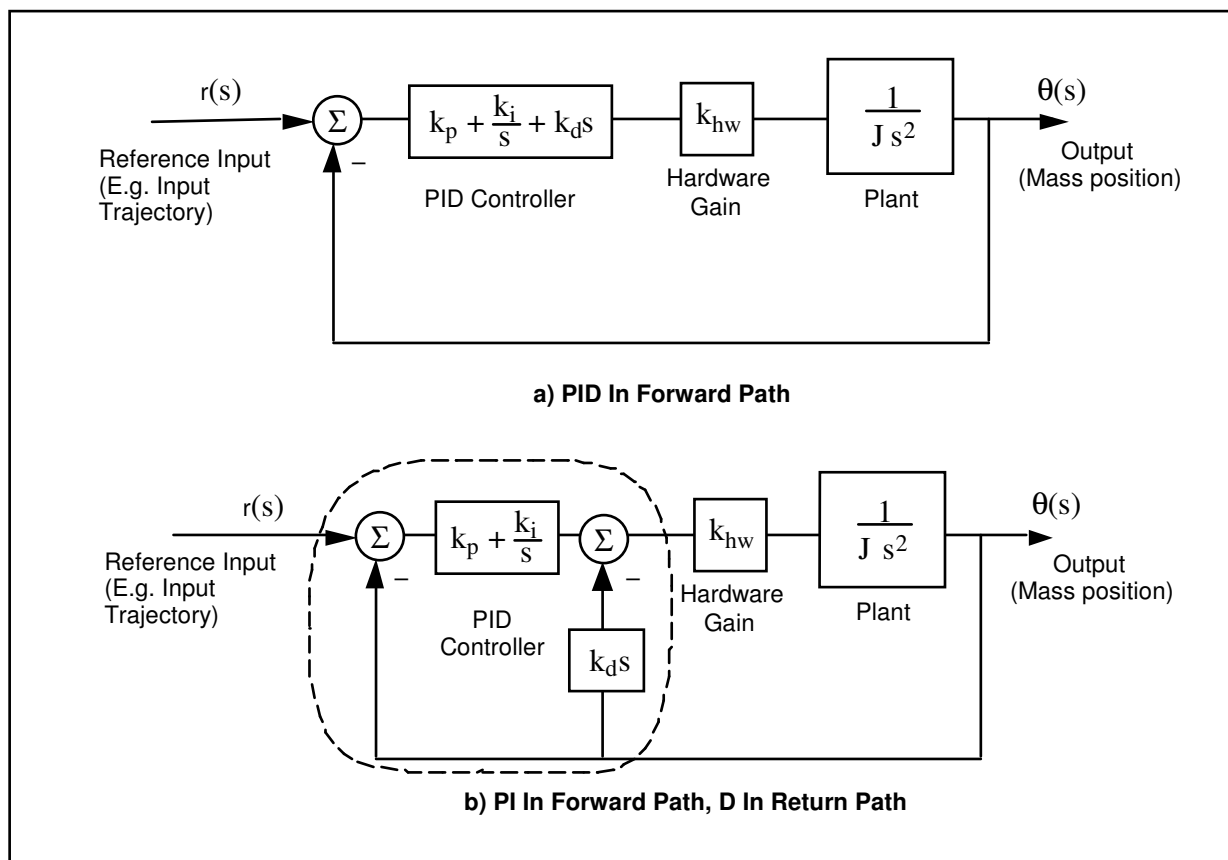 r(s)
Reference Input
(E.g. Input
Trajectory)
Σ
–
k_p + k_i/s + k_d s
PID Controller
k_hw
Hardware
Gain
1/(J s²)
Plant
θ(s)
Output
(Mass position)
a) PID In Forward Path
r(s)
Reference Input
(E.g. Input
Trajectory)
Σ
–
k_p + k_i/s
PID
Controller
Σ
–
k_d s
k_hw
Hardware
Gain
1/(J s²)
Plant
θ(s)
Output
(Mass position)
b) PI In Forward Path, D In Return Path